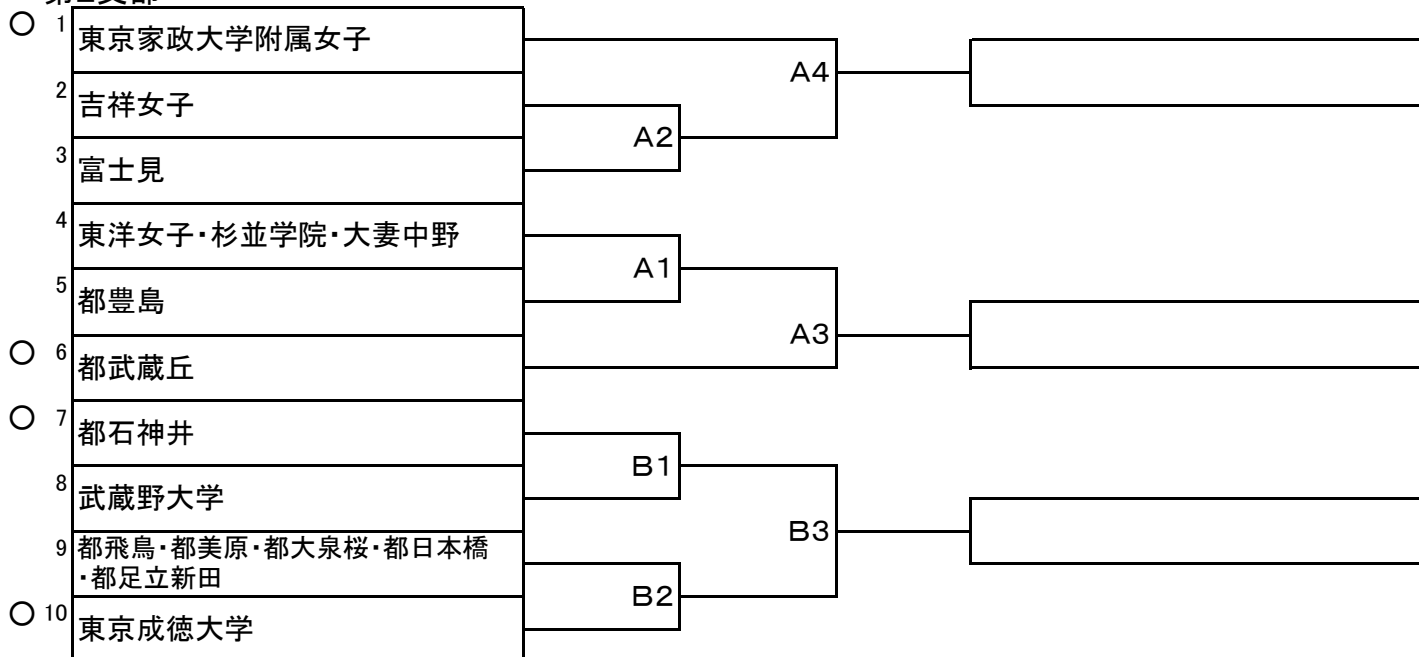 ○ 1 東京家政大学附属女子
A4
2 吉祥女子
A2
3 富士見
4 東洋女子・杉並学院・大妻中野
A1
5 都豊島
A3
○ 6 都武蔵丘
○ 7 都石神井
B1
8 武蔵野大学
B3
9 都飛鳥・都美原・都大泉桜・都日本橋
・都足立新田
B2
○ 10 東京成徳大学